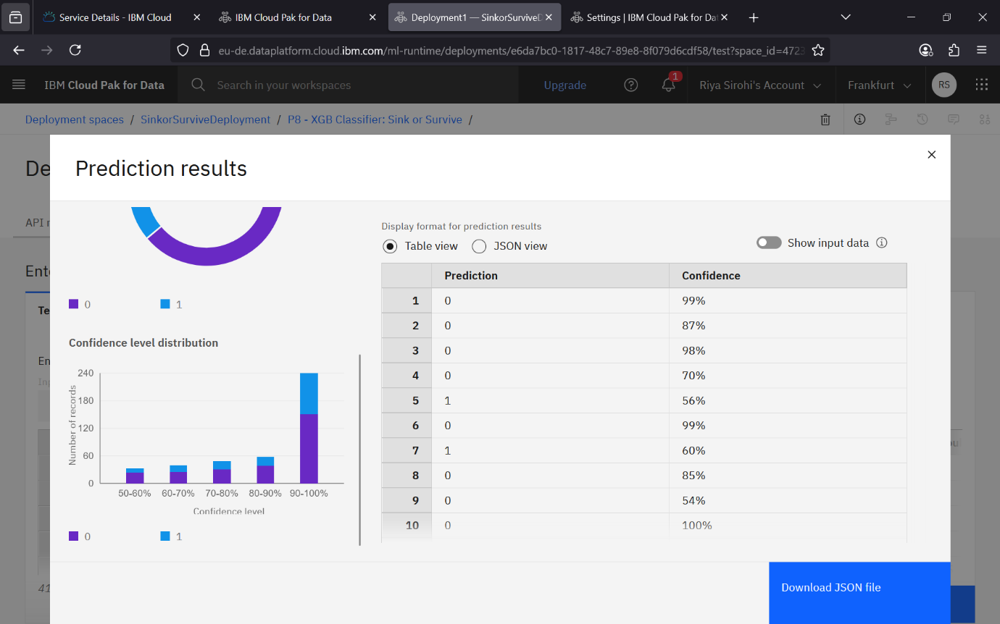 Service Details - IBM Cloud
IBM Cloud Pak for Data
Deployment1 — SinkorSurviveD
Settings | IBM Cloud Pak for Dat
eu-de.dataplatform.cloud.ibm.com/ml-runtime/deployments/e6da7bc0-1817-48c7-89e8-8f079d6cdf58/test?space_id=4723
IBM Cloud Pak for Data
Search in your workspaces
Upgrade
1
Riya Sirohi's Account
Frankfurt
RS
Deployment spaces / SinkorSurviveDeployment / P8 - XGB Classifier: Sink or Survive /
De
Prediction results
API r
Display format for prediction results
Table view
JSON view
Show input data
Ente
Te
En
Inp
0
1
Confidence level distribution
Number of records
240
180
120
60
0
50-60% 60-70% 70-80% 80-90% 90-100%
Confidence level
0
1
Prediction Confidence
1 0 99%
2 0 87%
3 0 98%
4 0 70%
5 1 56%
6 0 99%
7 1 60%
8 0 85%
9 0 54%
10 0 100%
41
Download JSON file